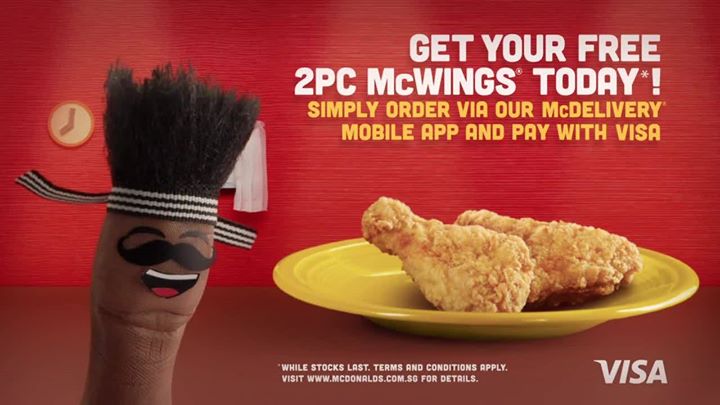 GET YOUR FREE
2PC McWINGS® TODAY*!
SIMPLY ORDER VIA OUR McDELIVERY®
MOBILE APP AND PAY WITH VISA
*WHILE STOCKS LAST. TERMS AND CONDITIONS APPLY.
VISIT WWW.MCDONALDS.COM.SG FOR DETAILS.
VISA